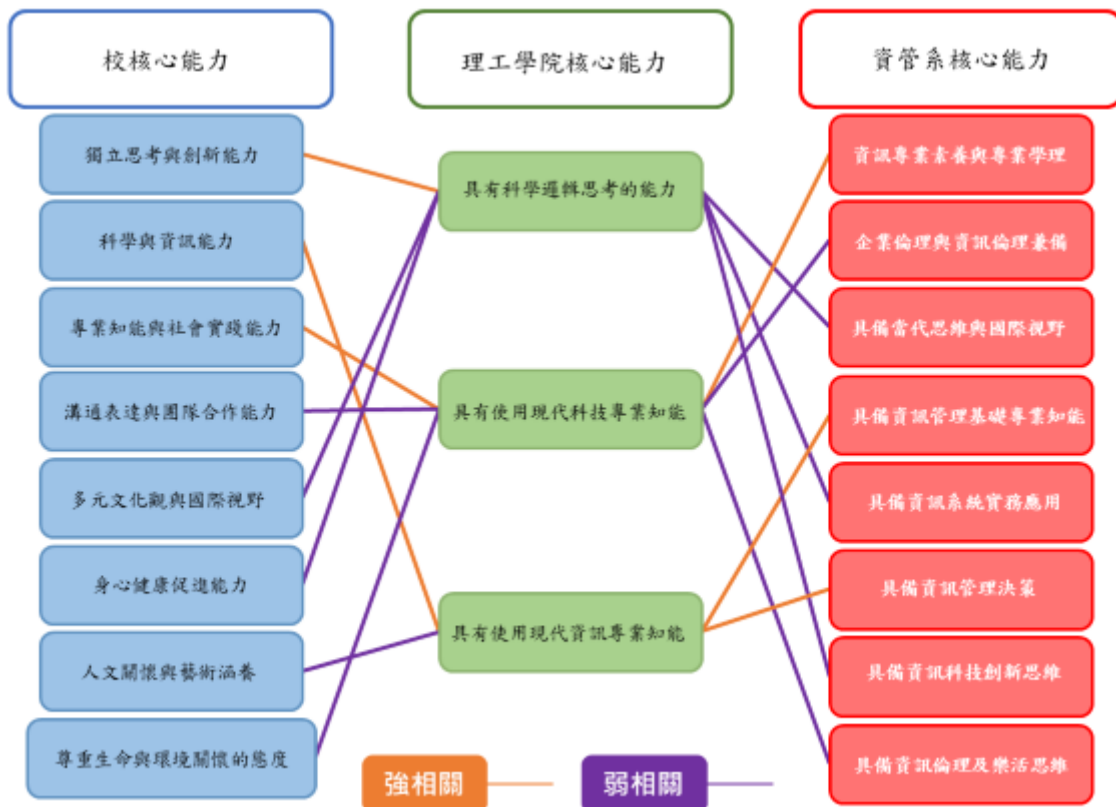 校核心能力
理工學院核心能力
資管系核心能力
獨立思考與創新能力
科學與資訊能力
專業知能與社會實踐能力
溝通表達與團隊合作能力
多元文化觀與國際視野
身心健康促進能力
人文關懷與藝術涵養
尊重生命與環境關懷的態度
具有科學邏輯思考的能力
具有使用現代科技專業知能
具有使用現代資訊專業知能
資訊專業素養與專業學理
企業倫理與資訊倫理兼備
具備當代思維與國際視野
具備資訊管理基礎專業知能
具備資訊系統實務應用
具備資訊管理決策
具備資訊科技創新思維
具備資訊倫理及樂活思維
強相關
弱相關